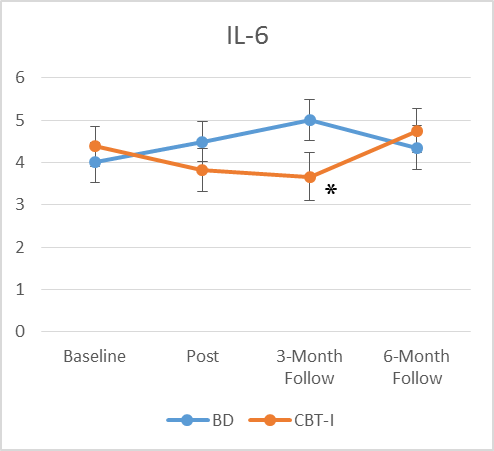 IL-6
6
5
4
3
2
1
0
*
Baseline
Post
3-Month
Follow
6-Month
Follow
BD
CBT-I